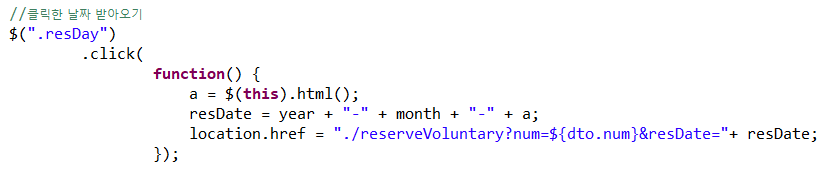 //클릭한 날짜 받아오기
$(".resDay")
.click(
function() {
a = $(this).html();
resDate = year + "-" + month + "-" + a;
location.href = "./reserveVoluntary?num=${dto.num}&resDate="+ resDate;
});